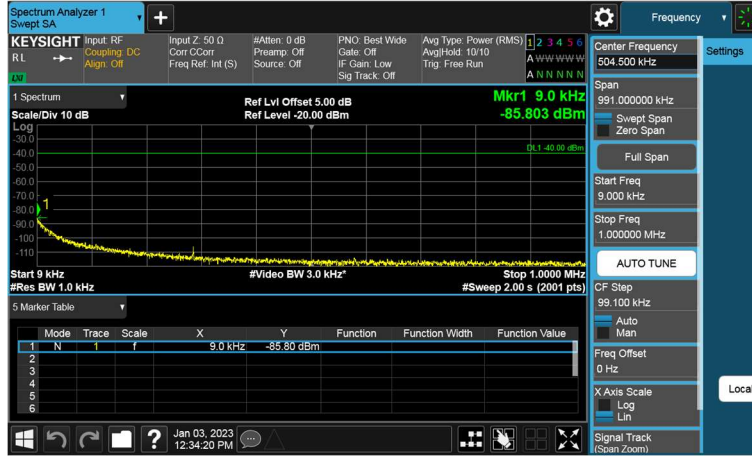 Spectrum Analyzer 1
Swept SA
Frequency
KEYSIGHT
RL
LXI
Input: RF
Coupling: DC
Align: Off
Input Z: 50 Ω
Corr CCorr
Freq Ref: Int (S)
#Atten: 0 dB
Preamp: Off
Source: Off
PNO: Best Wide
Gate: Off
IF Gain: Low
Sig Track: Off
Avg Type: Power (RMS)
Avg|Hold: 10/10
Trig: Free Run
1 2 3 4 5 6
A W W W W W
A N N N N N
1 Spectrum
Scale/Div 10 dB
Ref Lvl Offset 5.00 dB
Ref Level -20.00 dBm
Mkr1 9.0 kHz
-85.803 dBm
Log
-30.0
-40.0
-50.0
-60.0
-70.0
-80.0
-90.0
-100
-110
DL1 -40.00 dBm
1
Start 9 kHz
#Res BW 1.0 kHz
#Video BW 3.0 kHz*
Stop 1.0000 MHz
#Sweep 2.00 s (2001 pts)
5 Marker Table
Mode Trace Scale X Y Function Function Width Function Value
1 N 1 f 9.0 kHz -85.80 dBm
2
3
4
5
6
Jan 03, 2023
12:34:20 PM
Center Frequency
504.500 kHz
Settings
Span
991.000000 kHz
Swept Span
Zero Span
Full Span
Start Freq
9.000 kHz
Stop Freq
1.000000 MHz
AUTO TUNE
CF Step
99.100 kHz
Auto
Man
Freq Offset
0 Hz
Local
X Axis Scale
Log
Lin
Signal Track
(Span Zoom)